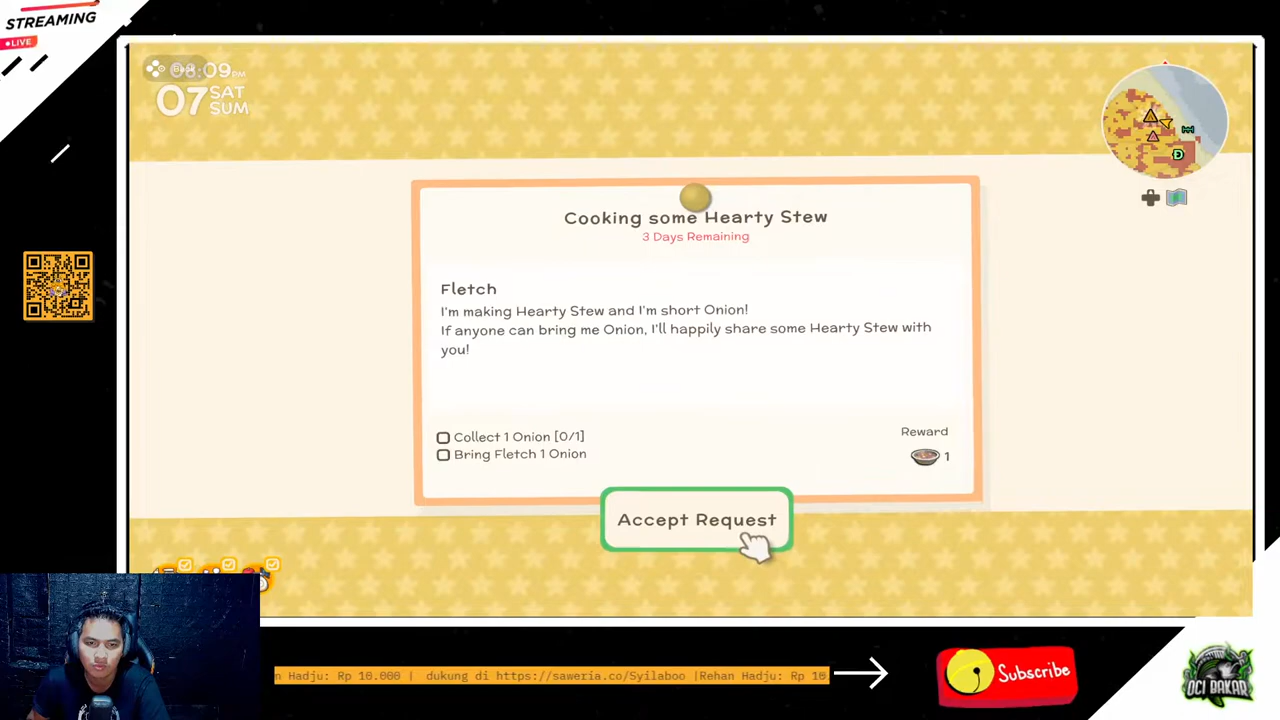 STREAMING
LIVE
Back
08:09 PM
07 SAT
SUM
Cooking some Hearty Stew
3 Days Remaining
Fletch
I'm making Hearty Stew and I'm short Onion!
If anyone can bring me Onion, I'll happily share some Hearty Stew with
you!
Collect 1 Onion [0/1]
Bring Fletch 1 Onion
Reward
1
Accept Request
n Hadju: Rp 10.000 | dukung di https://saweria.co/Syilaboo |Rehan Hadju: Rp 10
Subscribe
OCI BAKAR